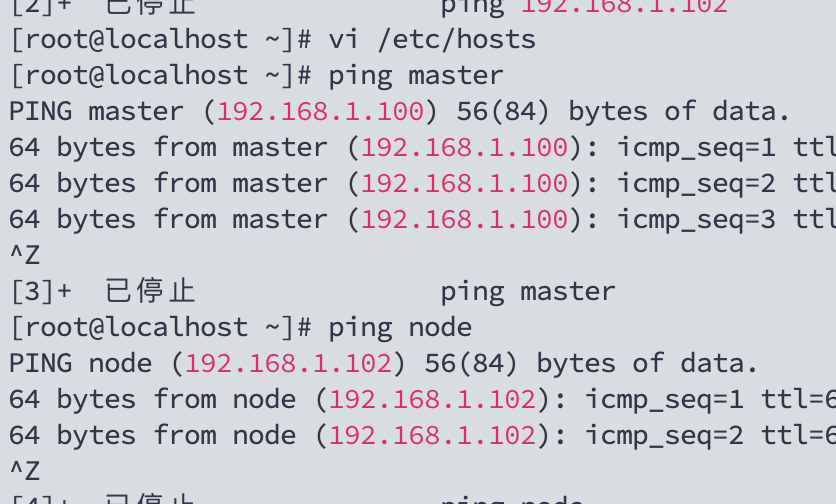 [2]+  已停止               ping 192.168.1.102
[root@localhost ~]# vi /etc/hosts
[root@localhost ~]# ping master
PING master (192.168.1.100) 56(84) bytes of data.
64 bytes from master (192.168.1.100): icmp_seq=1 ttl
64 bytes from master (192.168.1.100): icmp_seq=2 ttl
64 bytes from master (192.168.1.100): icmp_seq=3 ttl
^Z
[3]+  已停止               ping master
[root@localhost ~]# ping node
PING node (192.168.1.102) 56(84) bytes of data.
64 bytes from node (192.168.1.102): icmp_seq=1 ttl=6
64 bytes from node (192.168.1.102): icmp_seq=2 ttl=6
^Z
[4]+  已停止               ping node